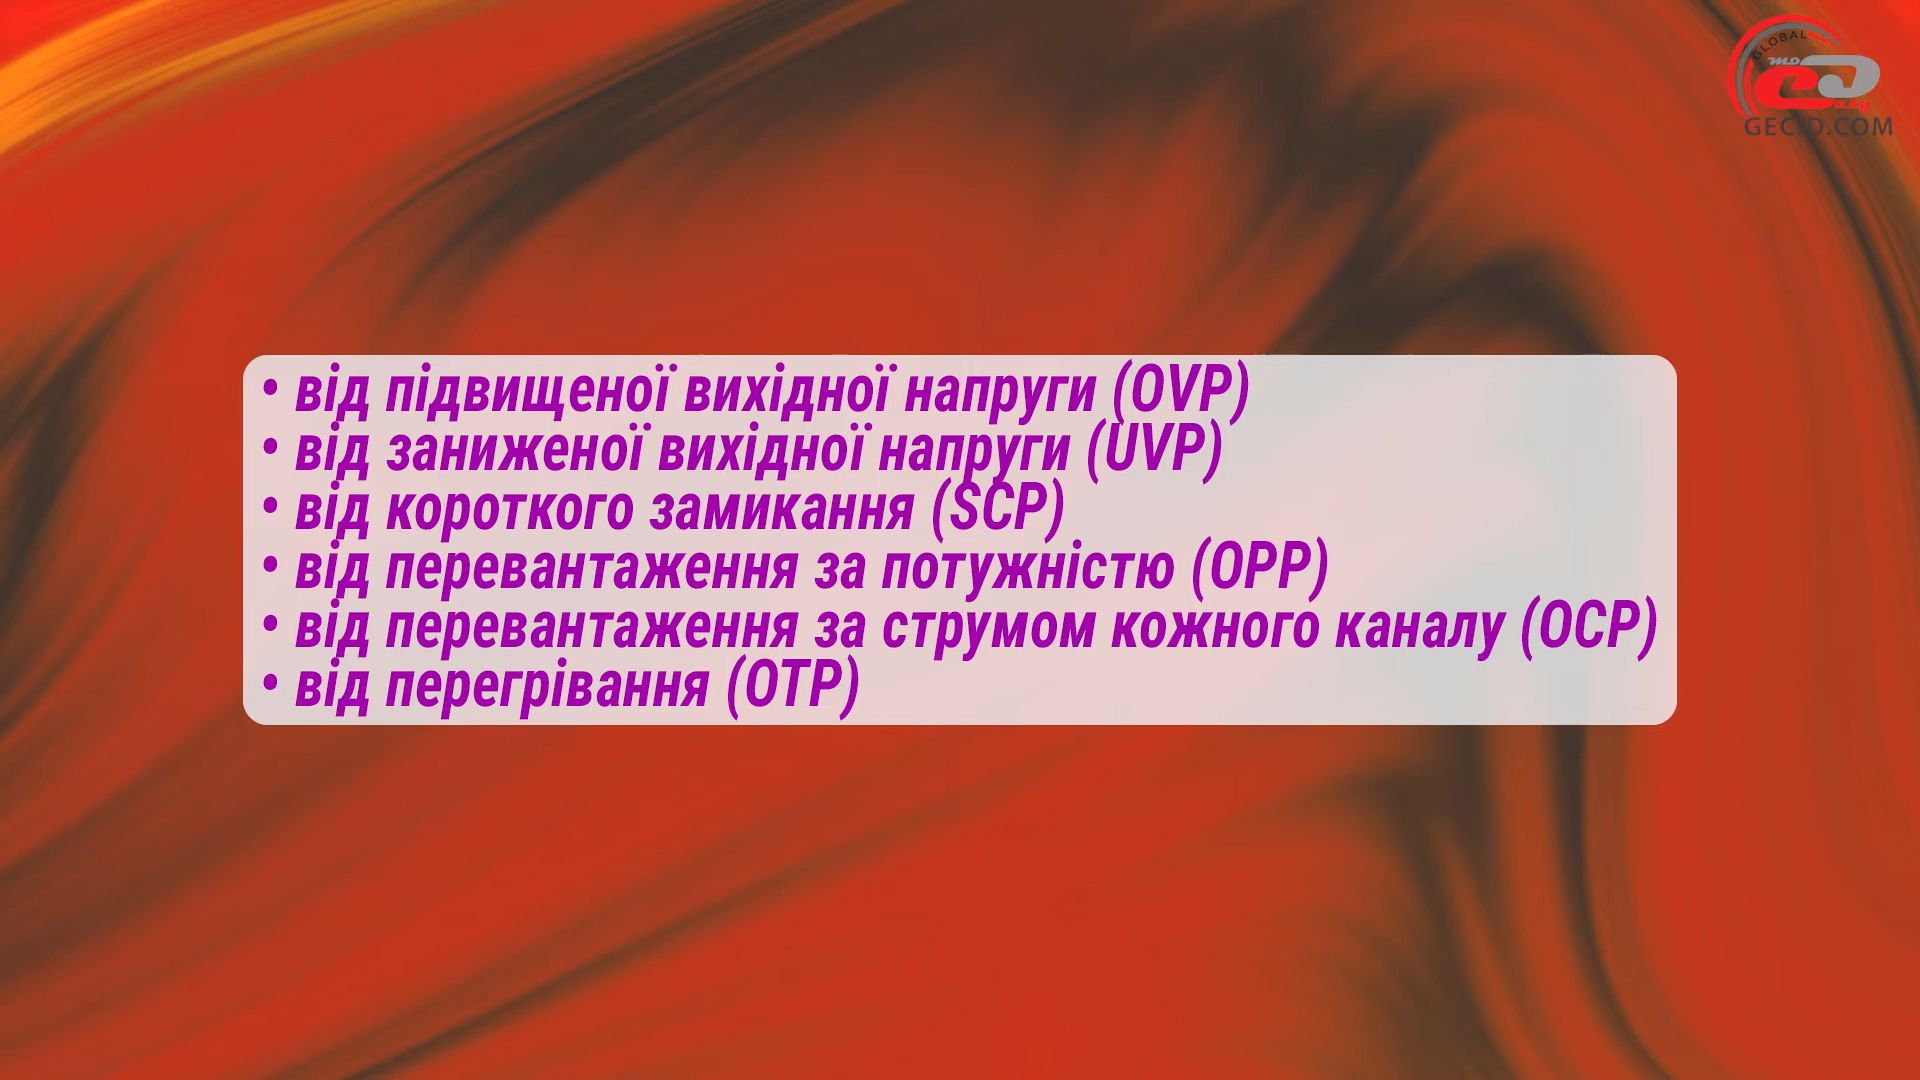 GLOBAL
GECID.COM
• від підвищеної вихідної напруги (OVP)
• від заниженої вихідної напруги (UVP)
• від короткого замикання (SCP)
• від перевантаження за потужністю (OPP)
• від перевантаження за струмом кожного каналу (OCP)
• від перегрівання (OTP)